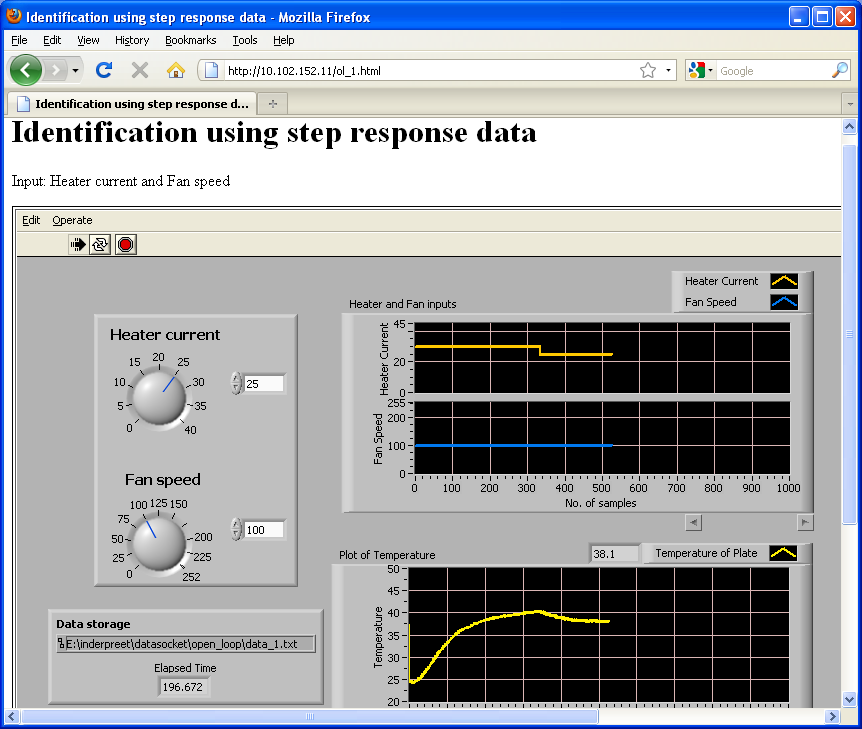 Identification using step response data - Mozilla Firefox
File Edit View History Bookmarks Tools Help
http://10.102.152.11/ol_1.html
Google
Identification using step response d...
Identification using step response data
Input: Heater current and Fan speed
Edit Operate
Heater Current
Fan Speed
Heater and Fan inputs
Heater current
0 5 10 15 20 25 30 35 40
25
Fan speed
0 25 50 75 100 125 150 200 225 252
100
Heater Current
45
20
0
Fan Speed
255
200
100
0
0 100 200 300 400 500 600 700 800 900 1000
No. of samples
Data storage
E:\inderpreet\datasocket\open_loop\data_1.txt
Elapsed Time
196.672
Plot of Temperature
38.1
Temperature of Plate
Temperature
50
45
40
35
30
25
20